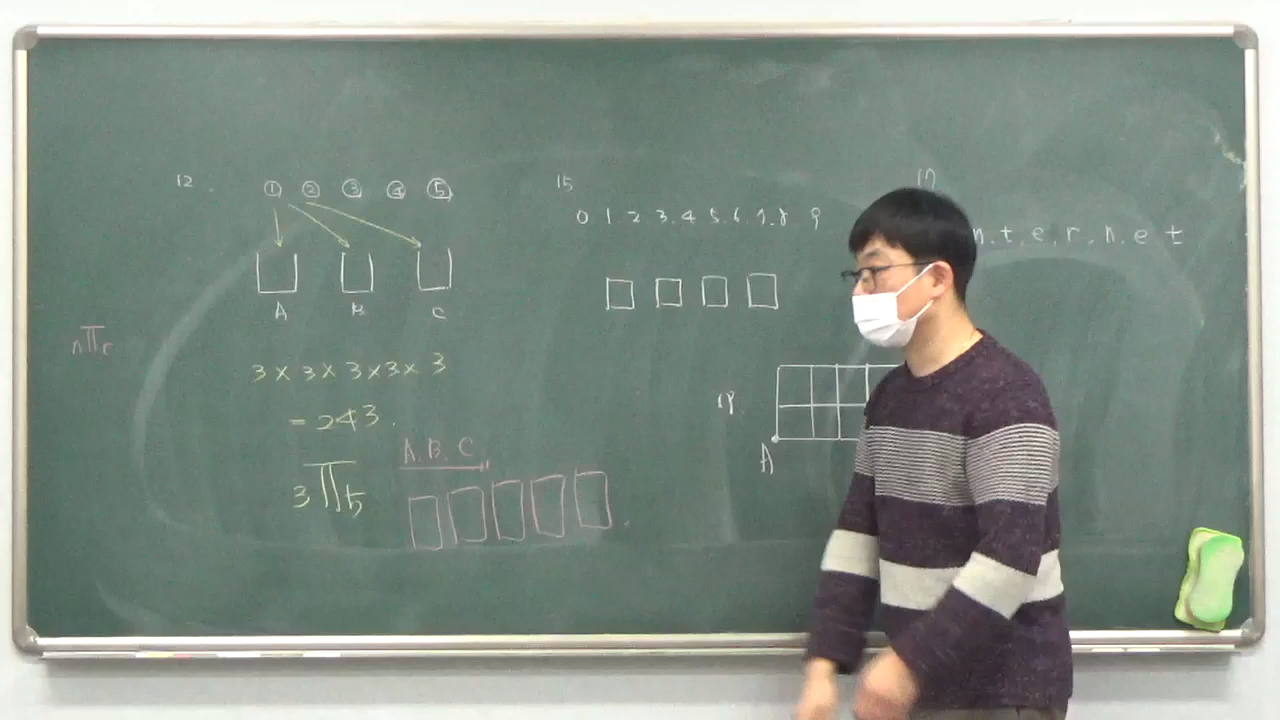 12.
① ② ③ ④ ⑤
A B C
3 × 3 × 3 × 3 × 3
= 243.
₃Π₅
A. B. C
ₙΠᵣ
15
0 1. 2 3. 4 5. 6. 7. 8 9
17
n. t. e. r. n. e t
18.
A